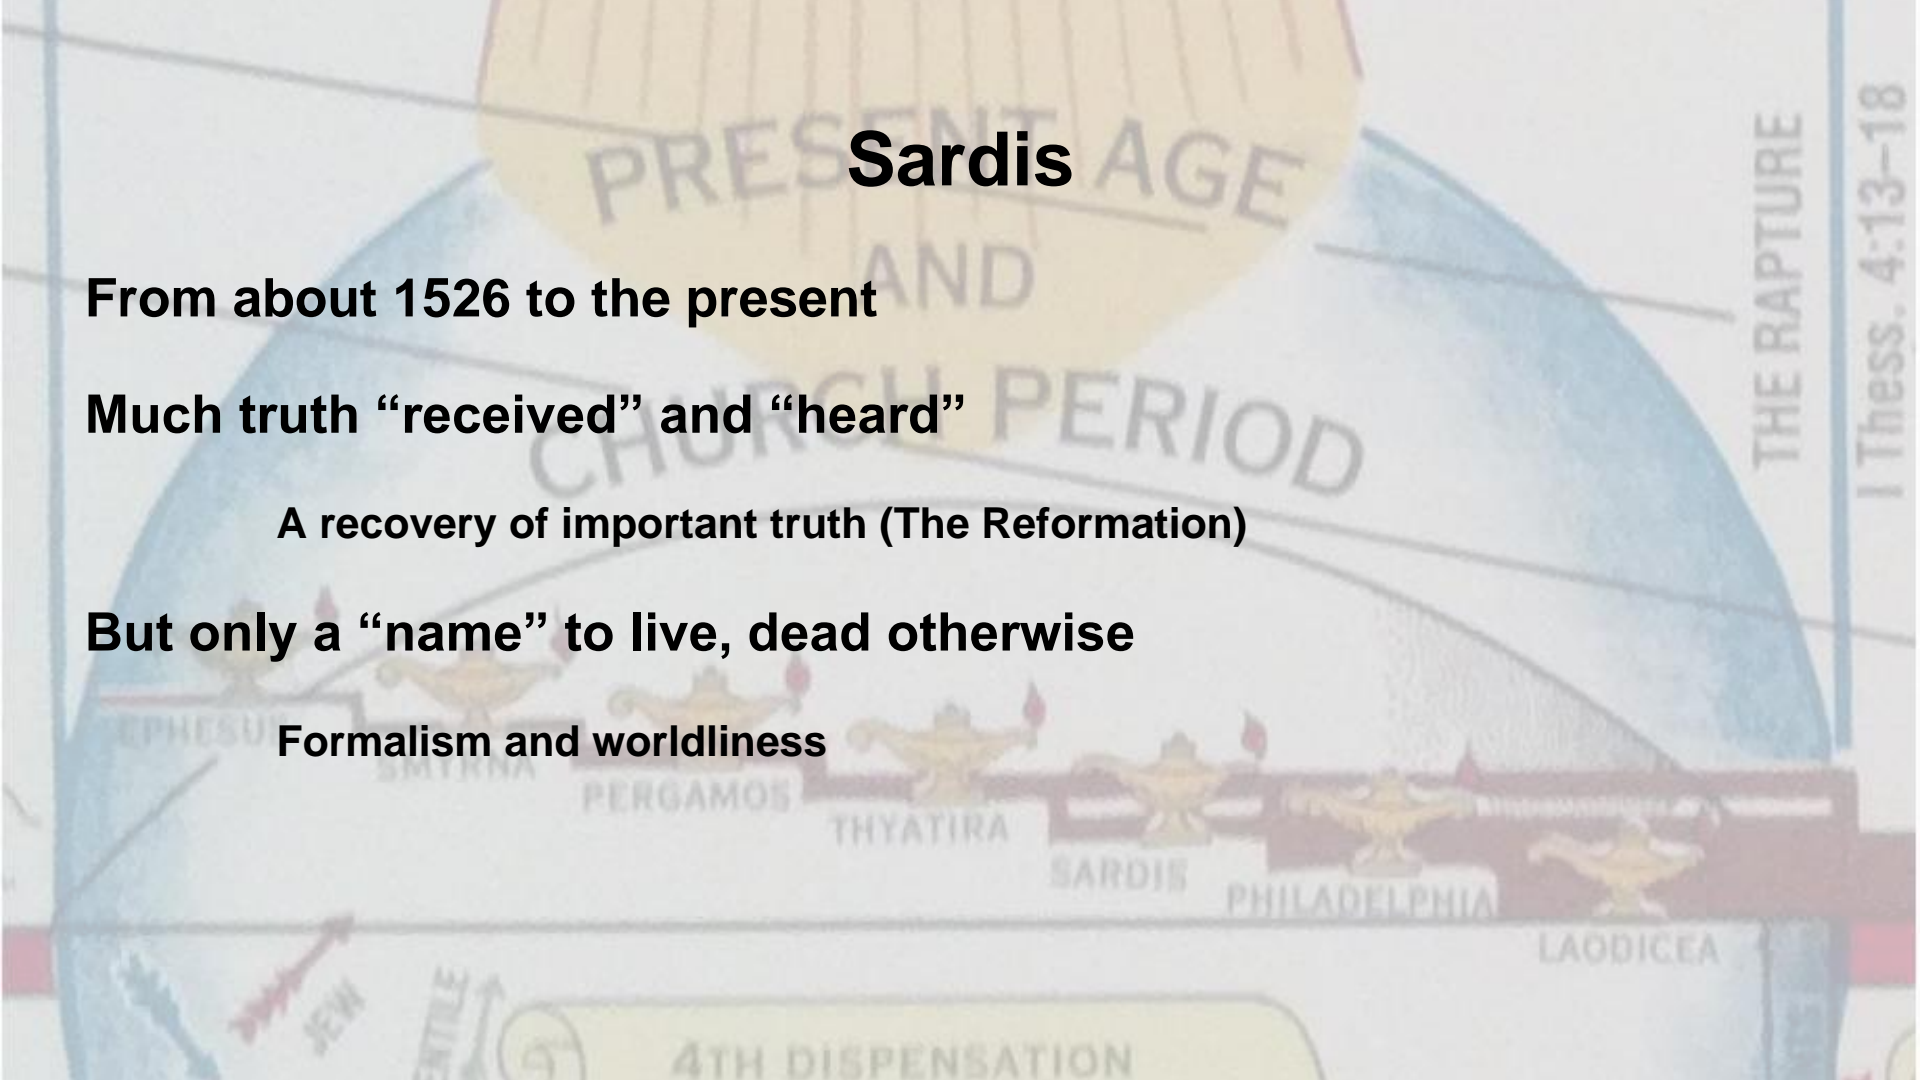 PRESENT AGE
AND
CHURCH PERIOD
THE RAPTURE
I Thess. 4:13–18
Sardis
From about 1526 to the present
Much truth “received” and “heard”
A recovery of important truth (The Reformation)
But only a “name” to live, dead otherwise
Formalism and worldliness
EPHESUS
SMYRNA
PERGAMOS
THYATIRA
SARDIS
PHILADELPHIA
LAODICEA
JEW
ENTILE
4TH DISPENSATION